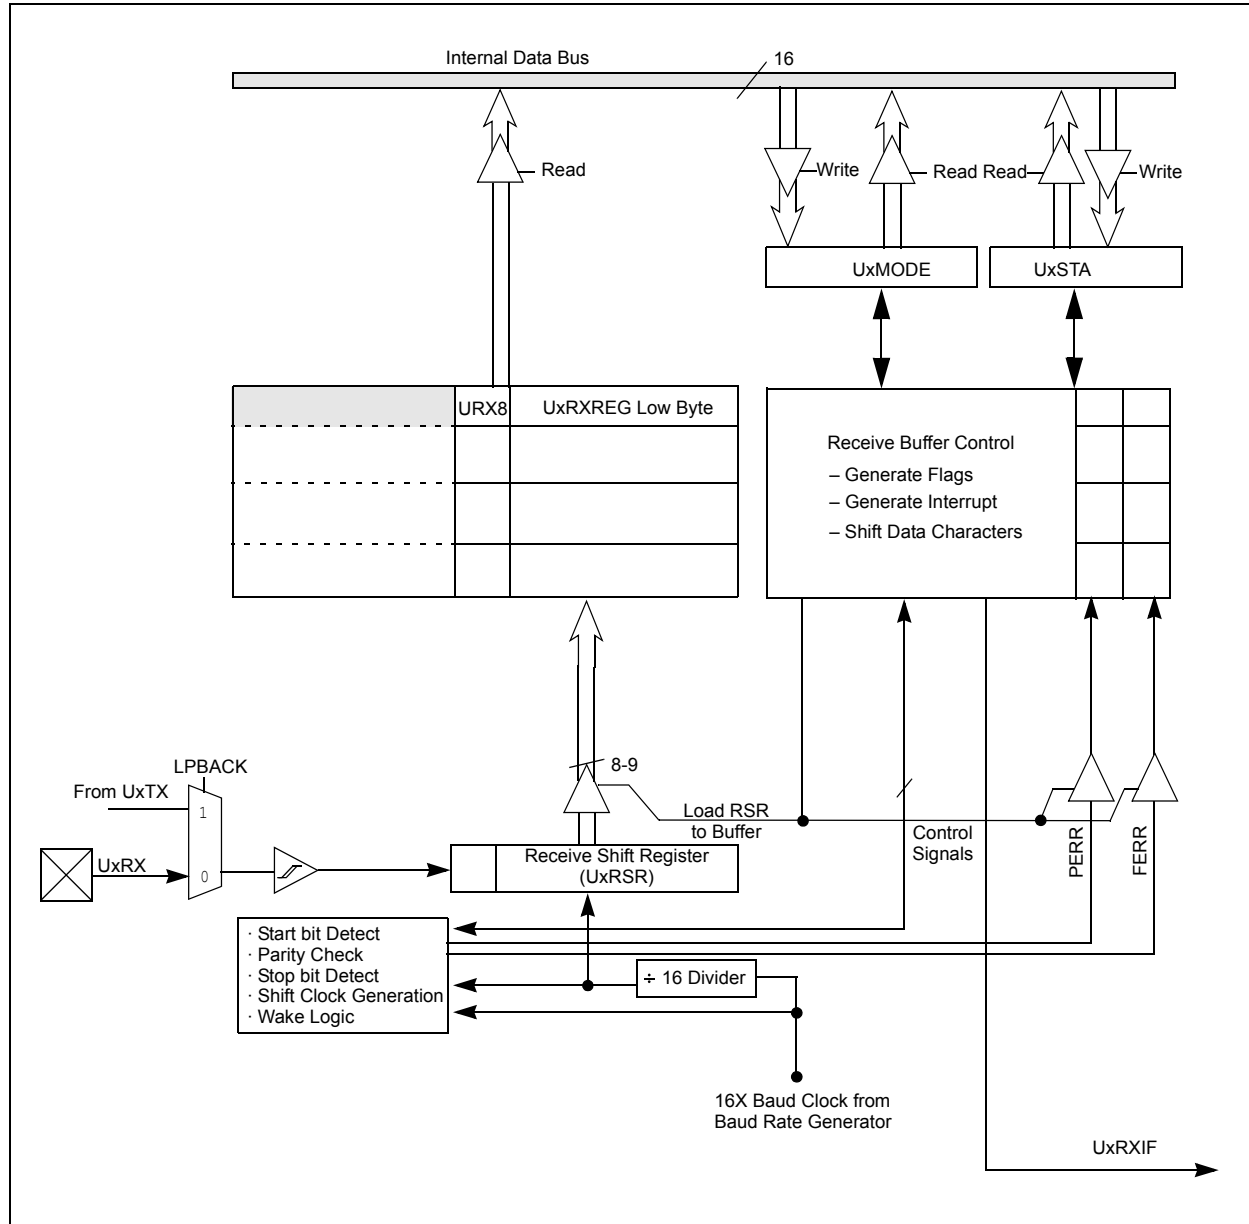 Internal Data Bus
16
Read
Write
Read Read
Write
UxMODE
UxSTA
URX8
UxRXREG Low Byte
Receive Buffer Control
– Generate Flags
– Generate Interrupt
– Shift Data Characters
LPBACK
From UxTX
1
UxRX
0
8-9
Load RSR
to Buffer
Control
Signals
PERR
FERR
Receive Shift Register
(UxRSR)
· Start bit Detect
· Parity Check
· Stop bit Detect
· Shift Clock Generation
· Wake Logic
÷ 16 Divider
16X Baud Clock from
Baud Rate Generator
UxRXIF